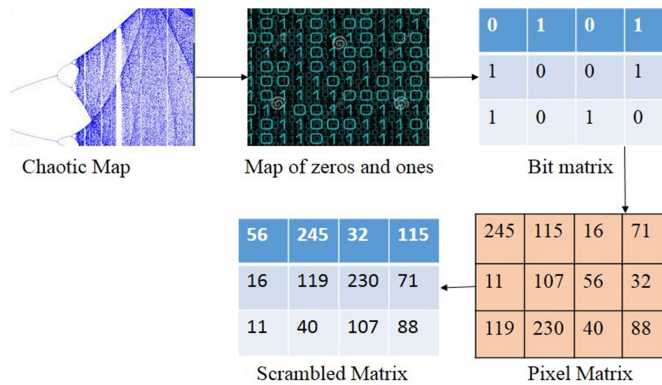 0 1 0 1
1 0 0 1
1 0 1 0
Chaotic Map
Map of zeros and ones
Bit matrix
56 245 32 115
16 119 230 71
11 40 107 88
Scrambled Matrix
245 115 16 71
11 107 56 32
119 230 40 88
Pixel Matrix